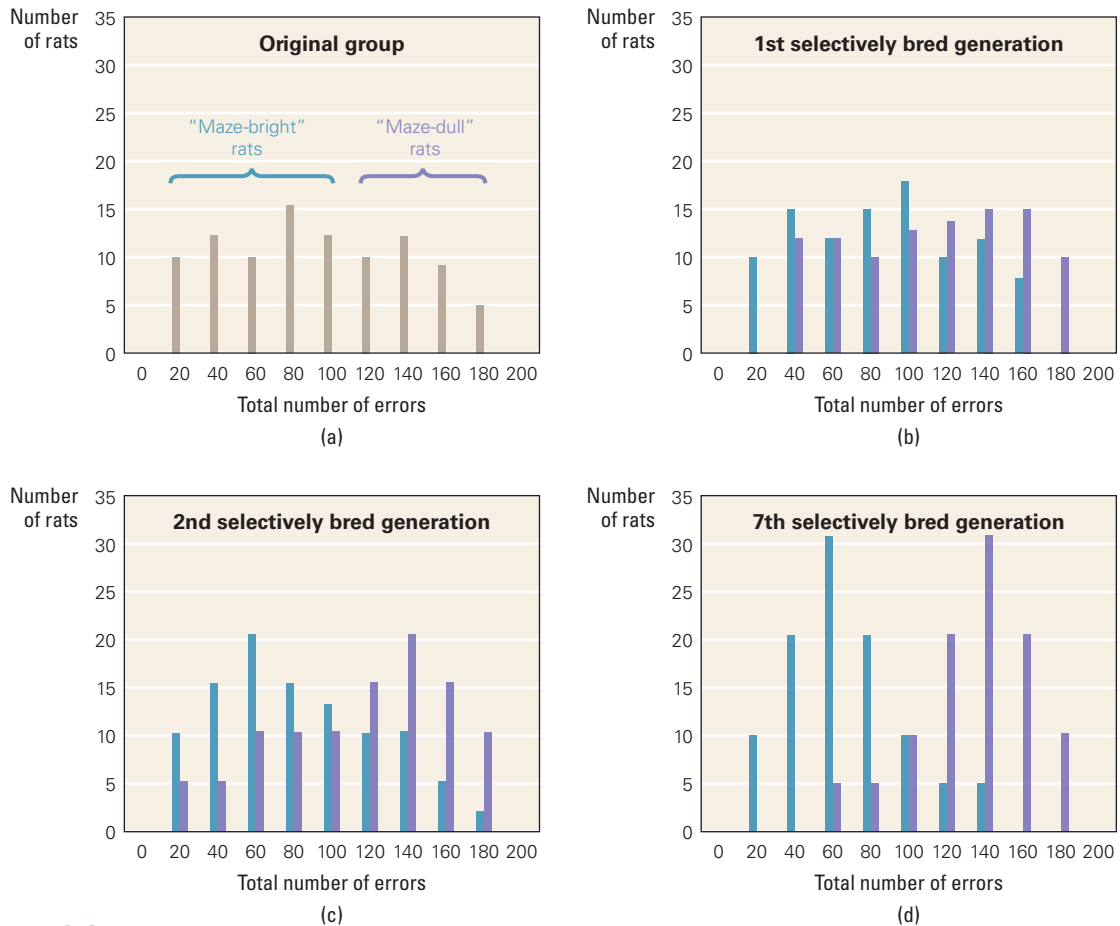 Number
of rats
35
30
25
20
15
10
5
0
Original group
"Maze-bright"
rats
"Maze-dull"
rats
0 20 40 60 80 100 120 140 160 180 200
Total number of errors
(a)
Number
of rats
35
30
25
20
15
10
5
0
1st selectively bred generation
0 20 40 60 80 100 120 140 160 180 200
Total number of errors
(b)
Number
of rats
35
30
25
20
15
10
5
0
2nd selectively bred generation
0 20 40 60 80 100 120 140 160 180 200
Total number of errors
(c)
Number
of rats
35
30
25
20
15
10
5
0
7th selectively bred generation
0 20 40 60 80 100 120 140 160 180 200
Total number of errors
(d)